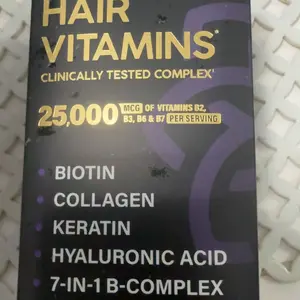 HAIR
VITAMINS*
CLINICALLY TESTED COMPLEX†
25,000 MCG OF VITAMINS B2,
B3, B6 & B7 PER SERVING
• BIOTIN
• COLLAGEN
• KERATIN
• HYALURONIC ACID
• 7-IN-1 B-COMPLEX